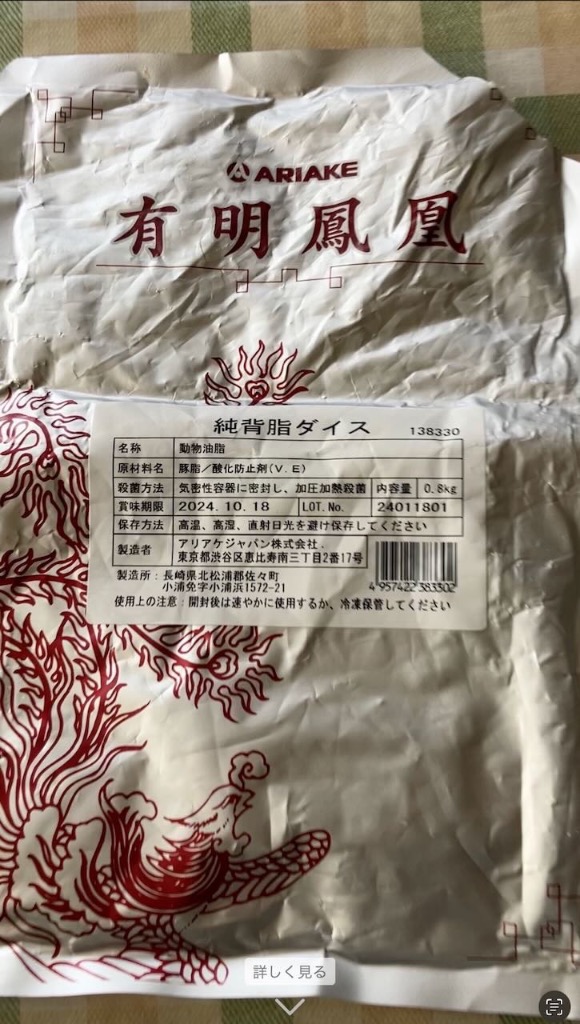 ARIAKE
有明鳳凰
純背脂ダイス 138330
名称 動物油脂
原材料名 豚脂/酸化防止剤(V.E)
殺菌方法 気密性容器に密封し、加圧加熱殺菌 内容量 0.8kg
賞味期限 2024.10.18 LOT.No. 24011801
保存方法 高温、高湿、直射日光を避け保存してください
製造者 アリアケジャパン株式会社.
東京都渋谷区恵比寿南三丁目2番17号
製造所:長崎県北松浦郡佐々町
小浦免字小浦浜1572-21
4957422383302
使用上の注意:開封後は速やかに使用するか、冷凍保管してください
詳しく見る